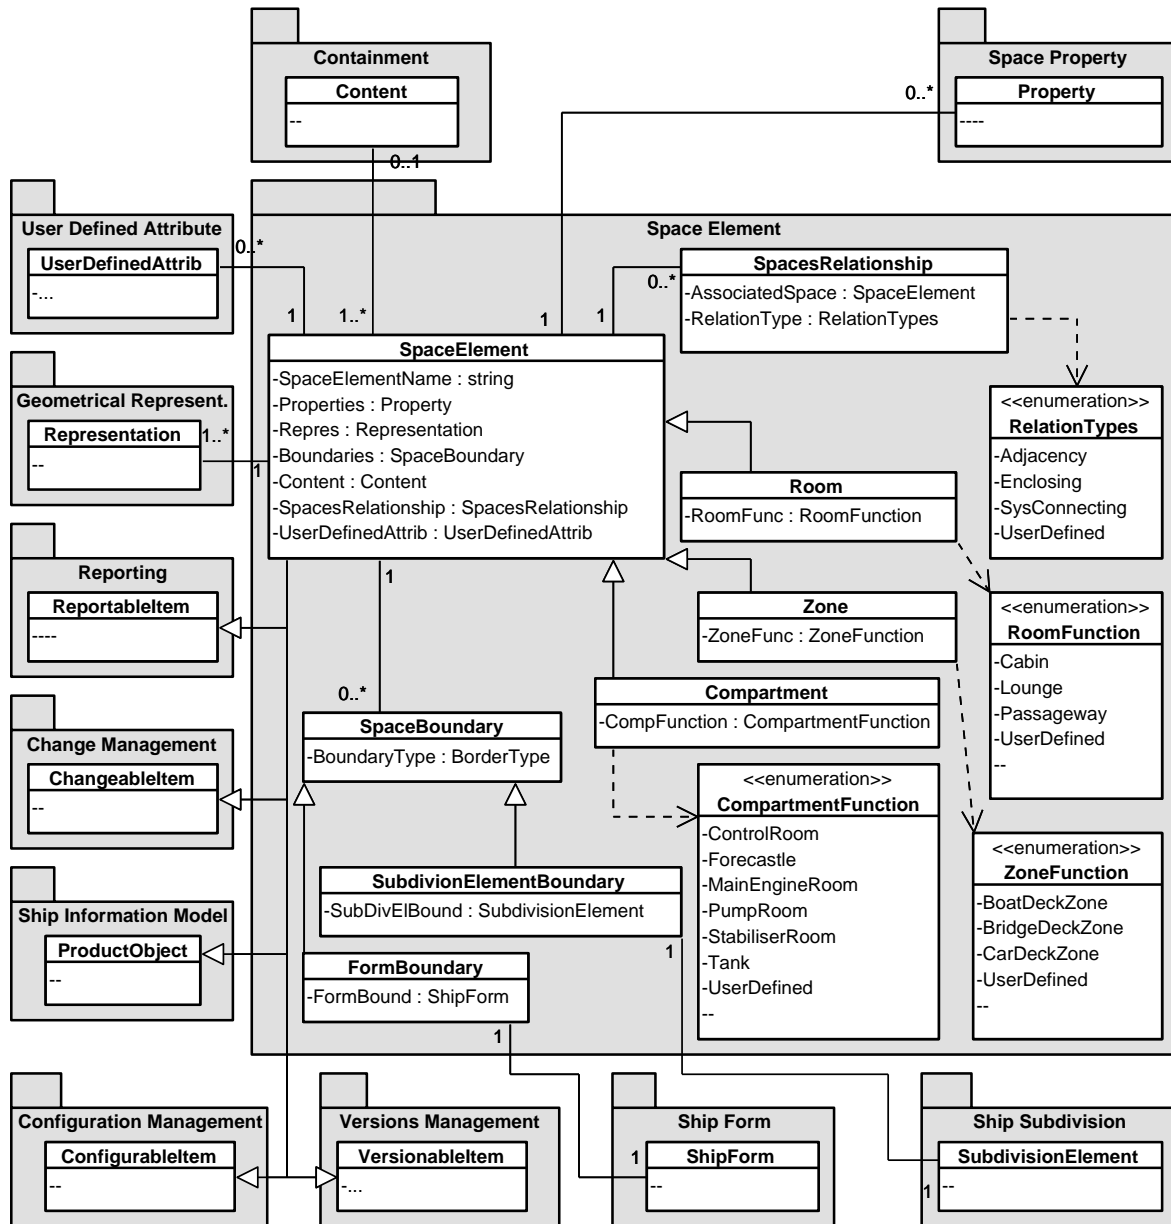 Containment
Content
--
0..1
Space Property
Property
----
0..*
User Defined Attribute
UserDefinedAttrib
-...
0..*
1
1..*
1
1
Space Element
SpacesRelationship
-AssociatedSpace : SpaceElement
-RelationType : RelationTypes
0..*
SpaceElement
-SpaceElementName : string
-Properties : Property
-Repres : Representation
-Boundaries : SpaceBoundary
-Content : Content
-SpacesRelationship : SpacesRelationship
-UserDefinedAttrib : UserDefinedAttrib
Geometrical Represent.
Representation
--
1..*
1
<<enumeration>>
RelationTypes
-Adjacency
-Enclosing
-SysConnecting
-UserDefined
Room
-RoomFunc : RoomFunction
Reporting
ReportableItem
----
1
0..*
Zone
-ZoneFunc : ZoneFunction
<<enumeration>>
RoomFunction
-Cabin
-Lounge
-Passageway
-UserDefined
--
Compartment
-CompFunction : CompartmentFunction
Change Management
ChangeableItem
--
SpaceBoundary
-BoundaryType : BorderType
<<enumeration>>
CompartmentFunction
-ControlRoom
-Forecastle
-MainEngineRoom
-PumpRoom
-StabiliserRoom
-Tank
-UserDefined
--
<<enumeration>>
ZoneFunction
-BoatDeckZone
-BridgeDeckZone
-CarDeckZone
-UserDefined
--
SubdivionElementBoundary
-SubDivElBound : SubdivisionElement
1
Ship Information Model
ProductObject
--
FormBoundary
-FormBound : ShipForm
1
Configuration Management
ConfigurableItem
--
Versions Management
VersionableItem
-...
Ship Form
ShipForm
--
1
Ship Subdivision
SubdivisionElement
--
1